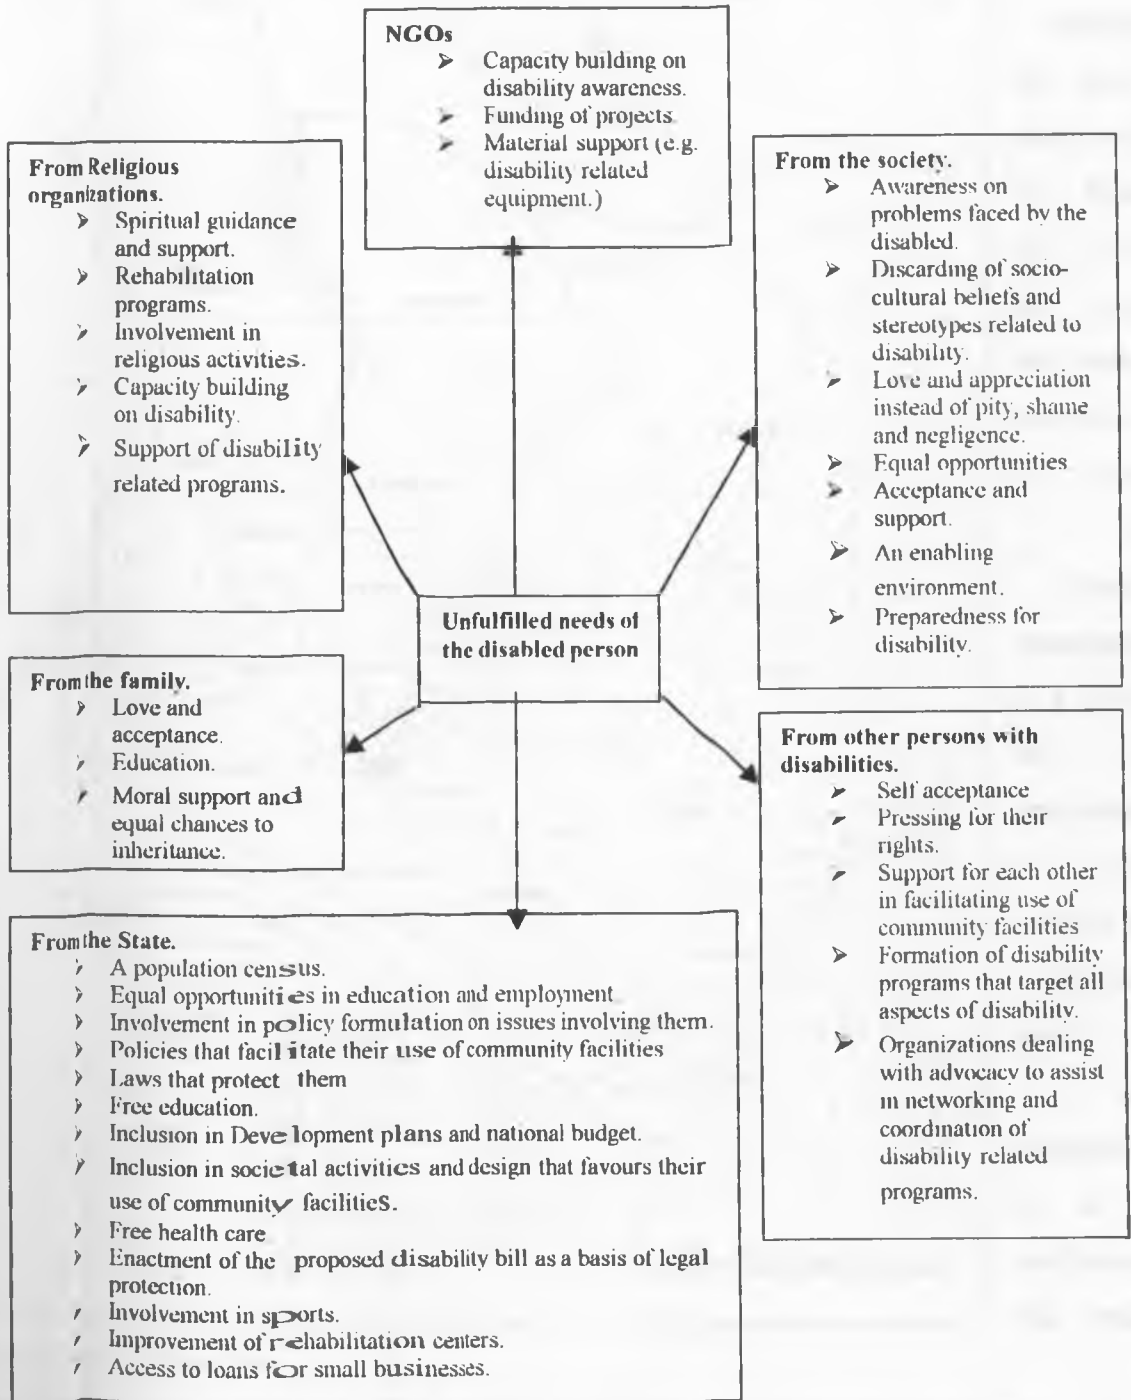 NGOs
➤ Capacity building on
disability awareness.
➤ Funding of projects
➤ Material support (e.g.
disability related
equipment.)
From Religious
organizations.
➤ Spiritual guidance
and support.
➤ Rehabilitation
programs.
➤ Involvement in
religious activities.
➤ Capacity building
on disability.
➤ Support of disability
related programs.
From the society.
➤ Awareness on
problems faced by the
disabled.
➤ Discarding of socio-
cultural beliefs and
stereotypes related to
disability.
➤ Love and appreciation
instead of pity, shame
and negligence.
➤ Equal opportunities
➤ Acceptance and
support.
➤ An enabling
environment.
➤ Preparedness for
disability.
Unfulfilled needs of
the disabled person
From the family.
➤ Love and
acceptance.
➤ Education.
➤ Moral support and
equal chances to
inheritance.
From other persons with
disabilities.
➤ Self acceptance
➤ Pressing for their
rights.
➤ Support for each other
in facilitating use of
community facilities
➤ Formation of disability
programs that target all
aspects of disability.
➤ Organizations dealing
with advocacy to assist
in networking and
coordination of
disability related
programs.
From the State.
➤ A population census.
➤ Equal opportunities in education and employment
➤ Involvement in policy formulation on issues involving them.
➤ Policies that facilitate their use of community facilities
➤ Laws that protect them
➤ Free education.
➤ Inclusion in Development plans and national budget.
➤ Inclusion in societal activities and design that favours their
use of community facilities.
➤ Free health care
➤ Enactment of the proposed disability bill as a basis of legal
protection.
➤ Involvement in sports.
➤ Improvement of rehabilitation centers.
➤ Access to loans for small businesses.